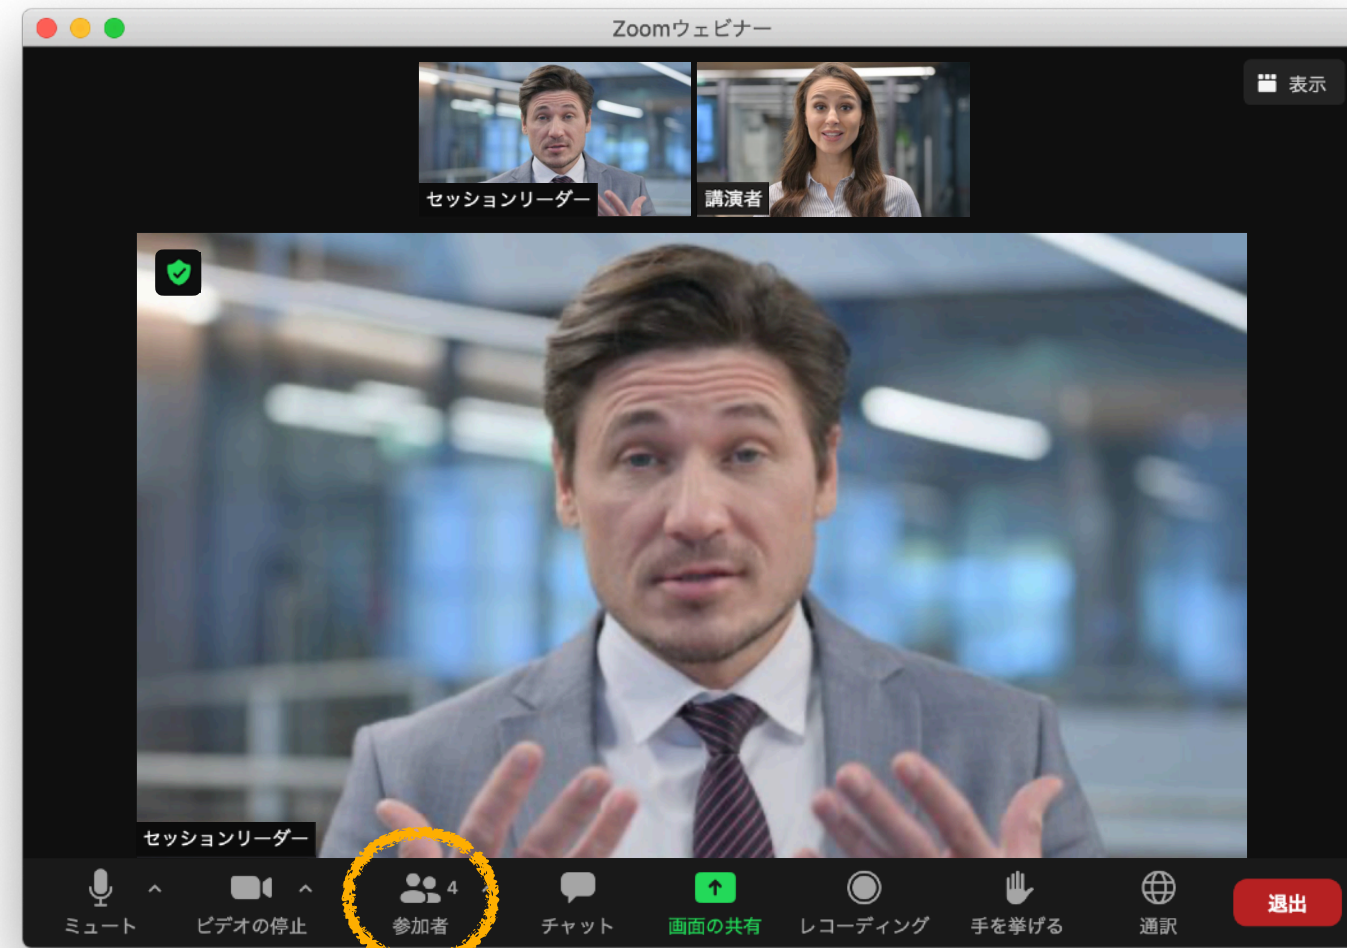 Zoomウェビナー
表示
セッションリーダー
講演者
セッションリーダー
4
ミュート
ビデオの停止
参加者
チャット
画面の共有
レコーディング
手を挙げる
通訳
退出